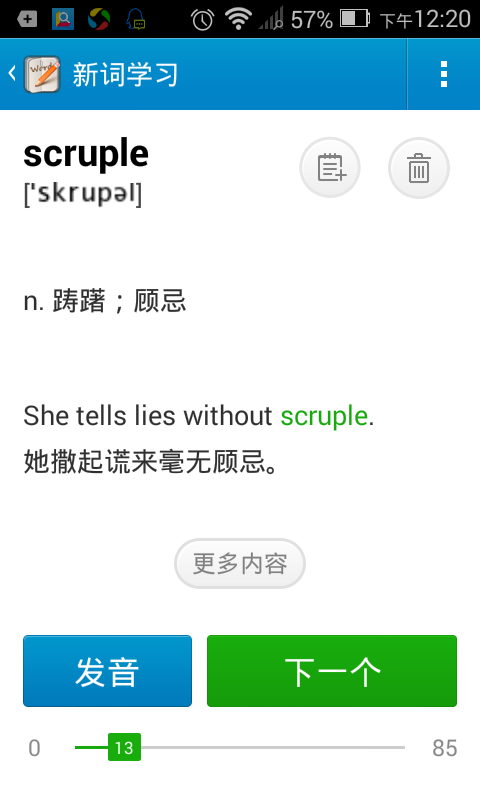 57% 下午12:20
新词学习
scruple
['skrupəl]
n. 踌躇；顾忌
She tells lies without scruple.
她撒起谎来毫无顾忌。
更多内容
发音 下一个
0 13 85